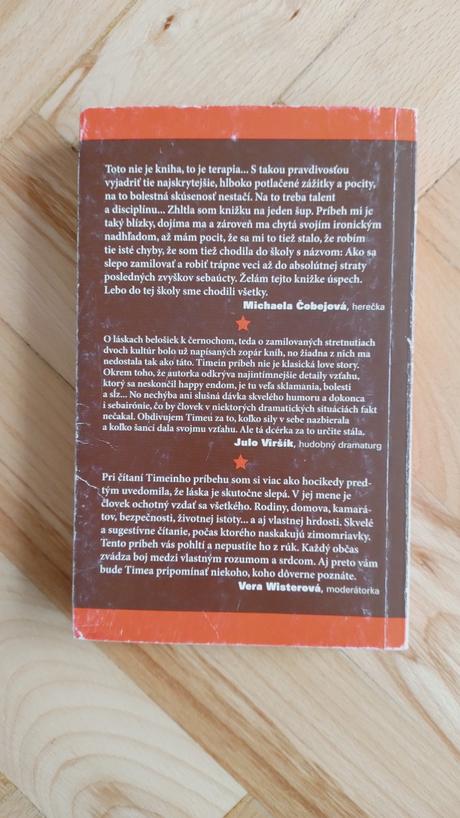 Toto nie je kniha, to je terapia... S takou pravdivosťou
vyjadriť tie najskrytejšie, hlboko potlačené zážitky a pocity,
na to bolestná skúsenosť nestačí. Na to treba talent
a disciplínu... Zhltla som knižku na jeden šup. Príbeh mi je
taký blízky, dojíma ma a zároveň ma chytá svojím ironickým
nadhľadom, až mám pocit, že sa mi to tiež stalo, že robím
tie isté chyby, že som tiež chodila do školy s názvom: Ako sa
slepo zamilovať a robiť trápne veci až do absolútnej straty
posledných zvyškov sebaúcty. Želám tejto knižke úspech.
Lebo do tej školy sme chodili všetky.
Michaela Čobejová, herečka
O láskach belošiek k černochom, teda o zamilovaných stretnutiach
dvoch kultúr bolo už napísaných zopár kníh, no žiadna z nich ma
nedostala tak ako táto. Timein príbeh nie je klasická love story.
Okrem toho, že autorka odkrýva najintímnejšie detaily vzťahu,
ktorý sa neskončil happy endom, je tu veľa sklamania, bolesti
a sĺz... No nechýba ani slušná dávka skvelého humoru a dokonca
i sebairónie, čo by človek v niektorých dramatických situáciách fakt
nečakal. Obdivujem Timeu za to, koľko síly v sebe nazbierala
a koľko šancí dala svojmu vzťahu. Ale tá dcérka za to určite stála.
Julo Viršík, hudobný dramaturg
Pri čítaní Timeinho príbehu som si viac ako hocikedy pred-
tým uvedomila, že láska je skutočne slepá. V jej mene je
človek ochotný vzdať sa všetkého. Rodiny, domova, kamará-
tov, bezpečnosti, životnej istoty... a aj vlastnej hrdosti. Skvelé
a sugestívne čítanie, počas ktorého naskakujú zimomriavky.
Tento príbeh vás pohltí a nepustíte ho z rúk. Každý občas
zvádza boj medzi vlastným rozumom a srdcom. Aj preto vám
bude Timea pripomínať niekoho, koho dôverne poznáte.
Vera Wisterová, moderátorka